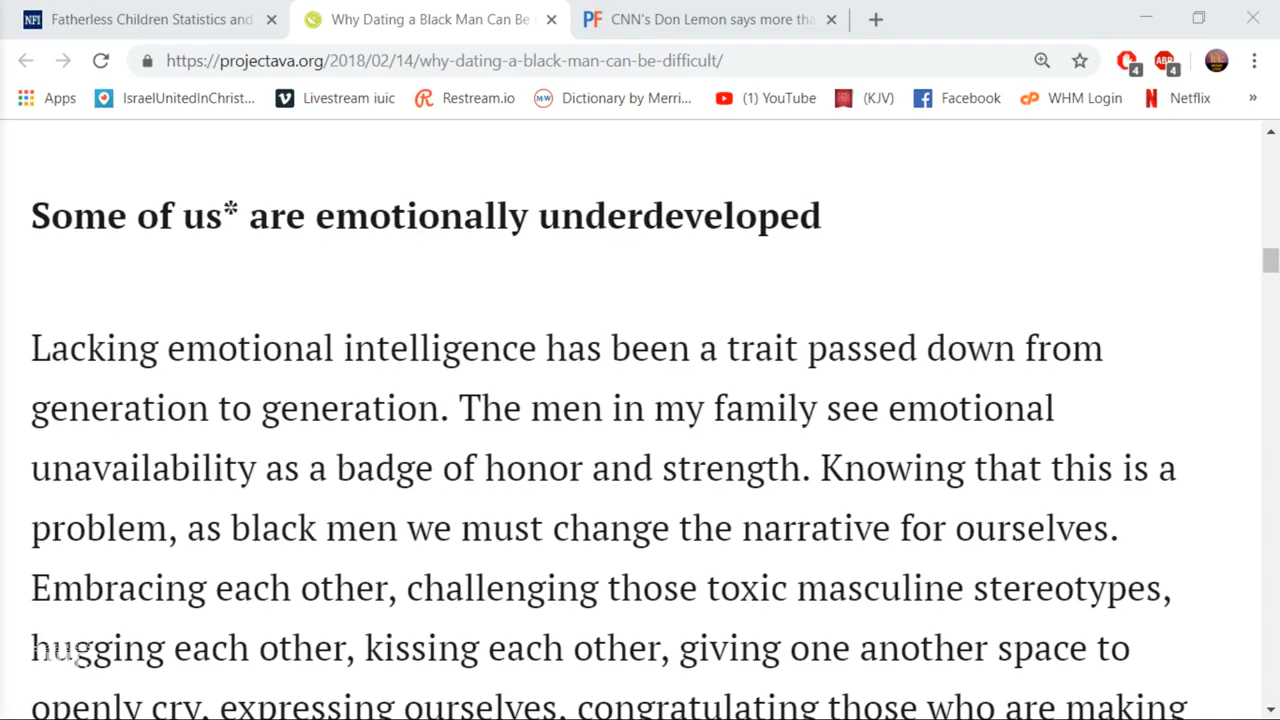 NFI Fatherless Children Statistics and
Why Dating a Black Man Can Be
PF CNN's Don Lemon says more tha
https://projectava.org/2018/02/14/why-dating-a-black-man-can-be-difficult/
4
ABP 4
Apps
IsraelUnitedInChrist...
Livestream iuic
Restream.io
M-W Dictionary by Merri...
(1) YouTube
(KJV)
Facebook
cP WHM Login
N Netflix
»
Some of us* are emotionally underdeveloped
Lacking emotional intelligence has been a trait passed down from
generation to generation. The men in my family see emotional
unavailability as a badge of honor and strength. Knowing that this is a
problem, as black men we must change the narrative for ourselves.
Embracing each other, challenging those toxic masculine stereotypes,
hugging each other, kissing each other, giving one another space to
openly cry, expressing ourselves, congratulating those who are making